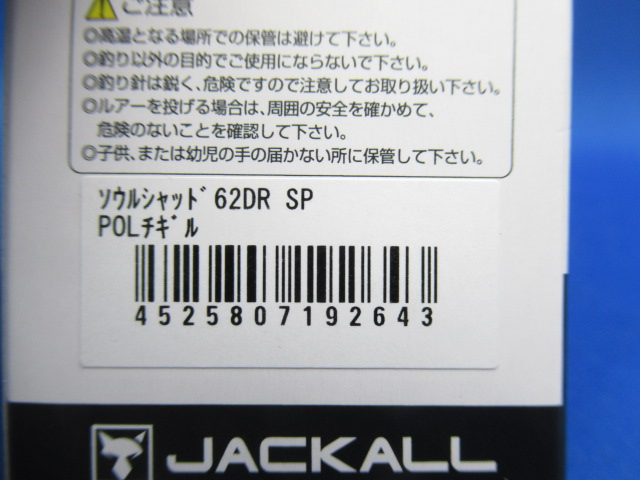 ご注意
◎高温となる場所での保管は避けて下さい。
◎釣り以外の目的でご使用にならないで下さい。
◎釣り針は鋭く、危険ですので注意してお取り扱い下さい。
◎ルアーを投げる場合は、周囲の安全を確かめて、
危険のないことを確認して下さい。
◎子供、または幼児の手の届かない所に保管して下さい。
ｿｳﾙｼｬｯﾄﾞ62DR SP
POLﾁｷﾞﾙ
4525807192643
JACKALL